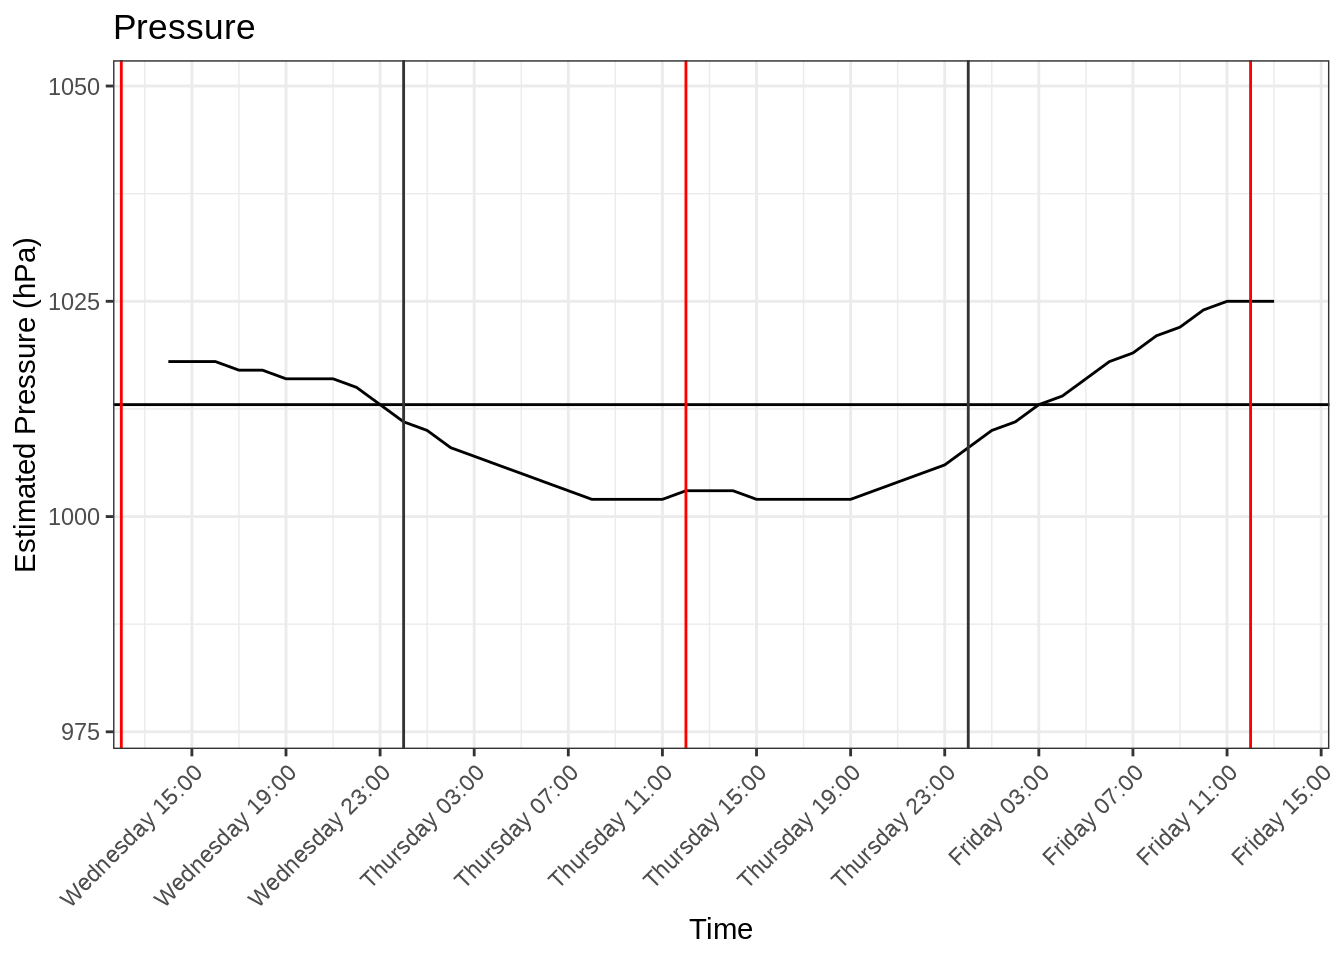 Pressure
Estimated Pressure (hPa)
1050
1025
1000
975
Wednesday 15:00
Wednesday 19:00
Wednesday 23:00
Thursday 03:00
Thursday 07:00
Thursday 11:00
Thursday 15:00
Thursday 19:00
Thursday 23:00
Friday 03:00
Friday 07:00
Friday 11:00
Friday 15:00
Time